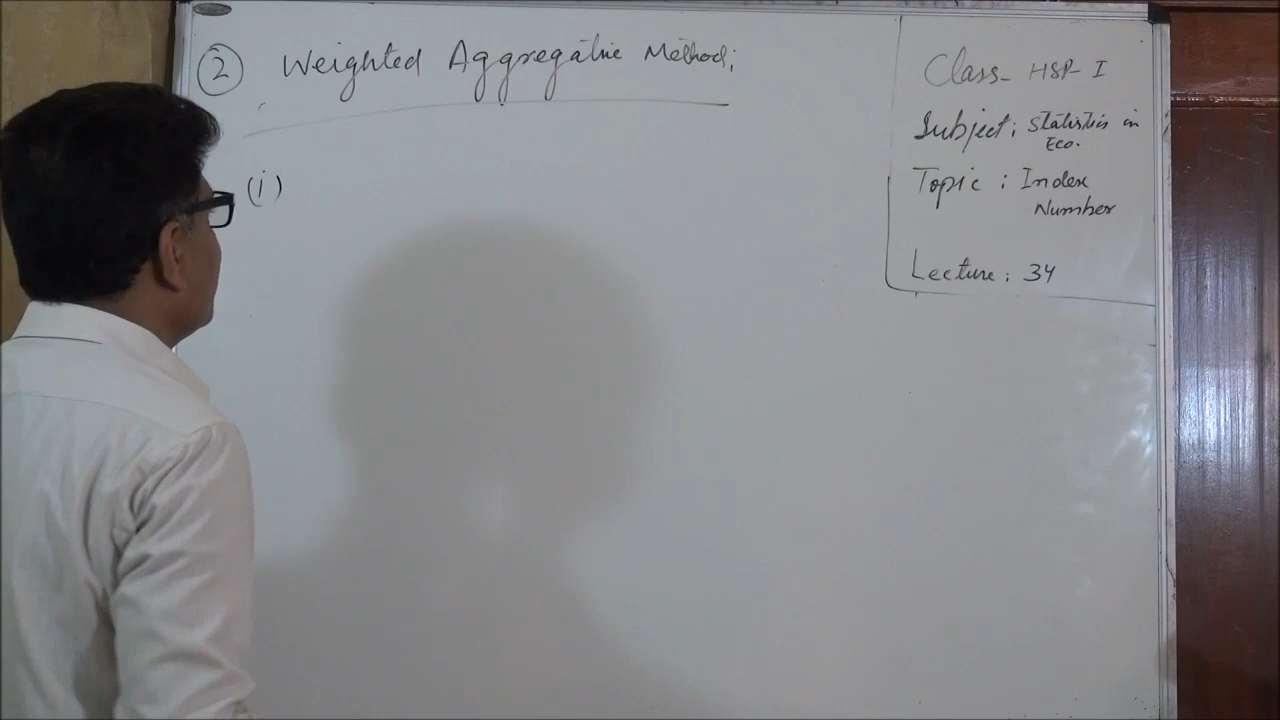 ② Weighted Aggregative Method;
(i)
Class- HSP-I
Subject: Statistics in
Eco.
Topic : Index
Number
Lecture: 34